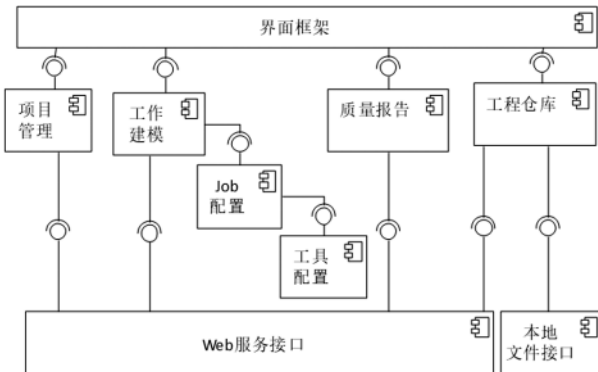 界面框架
项目
管理
工作
建模
质量报告
工程仓库
Job
配置
工具
配置
Web服务接口
本地
文件接口